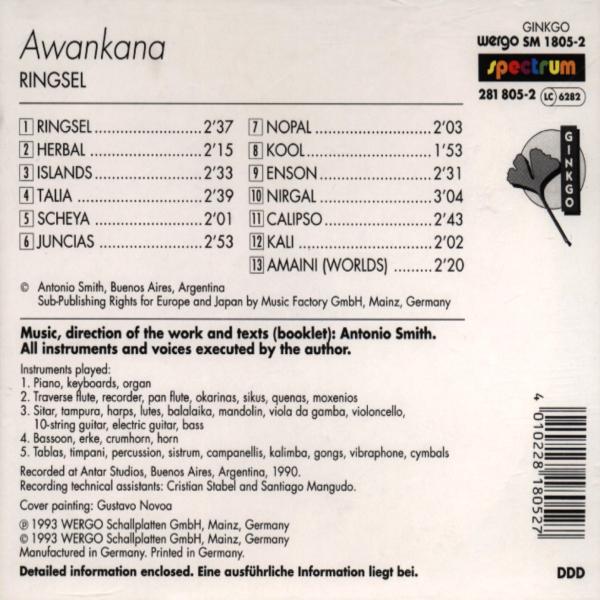 Awankana
RINGSEL
GINKGO
wergo SM 1805-2
spectrum
281 805-2 LC 6282
GINKGO
1 RINGSEL 2'37
2 HERBAL 2'15
3 ISLANDS 2'33
4 TALIA 2'39
5 SCHEYA 2'01
6 JUNCIAS 2'53
7 NOPAL 2'03
8 KOOL 1'53
9 ENSON 2'31
10 NIRGAL 3'04
11 CALIPSO 2'43
12 KALI 2'02
13 AMAINI (WORLDS) 2'20
© Antonio Smith, Buenos Aires, Argentina
Sub-Publishing Rights for Europe and Japan by Music Factory GmbH, Mainz, Germany
Music, direction of the work and texts (booklet): Antonio Smith.
All instruments and voices executed by the author.
Instruments played:
1. Piano, keyboards, organ
2. Traverse flute, recorder, pan flute, okarinas, sikus, quenas, moxenios
3. Sitar, tampura, harps, lutes, balalaika, mandolin, viola da gamba, violoncello,
10-string guitar, electric guitar, bass
4. Bassoon, erke, crumhorn, horn
5. Tablas, timpani, percussion, sistrum, campanellis, kalimba, gongs, vibraphone, cymbals
Recorded at Antar Studios, Buenos Aires, Argentina, 1990.
Recording technical assistants: Cristian Stabel and Santiago Mangudo.
Cover painting: Gustavo Novoa
℗ 1993 WERGO Schallplatten GmbH, Mainz, Germany
© 1993 WERGO Schallplatten GmbH, Mainz, Germany
Manufactured in Germany. Printed in Germany.
Detailed information enclosed. Eine ausführliche Information liegt bei.
4 010228 180527
DDD